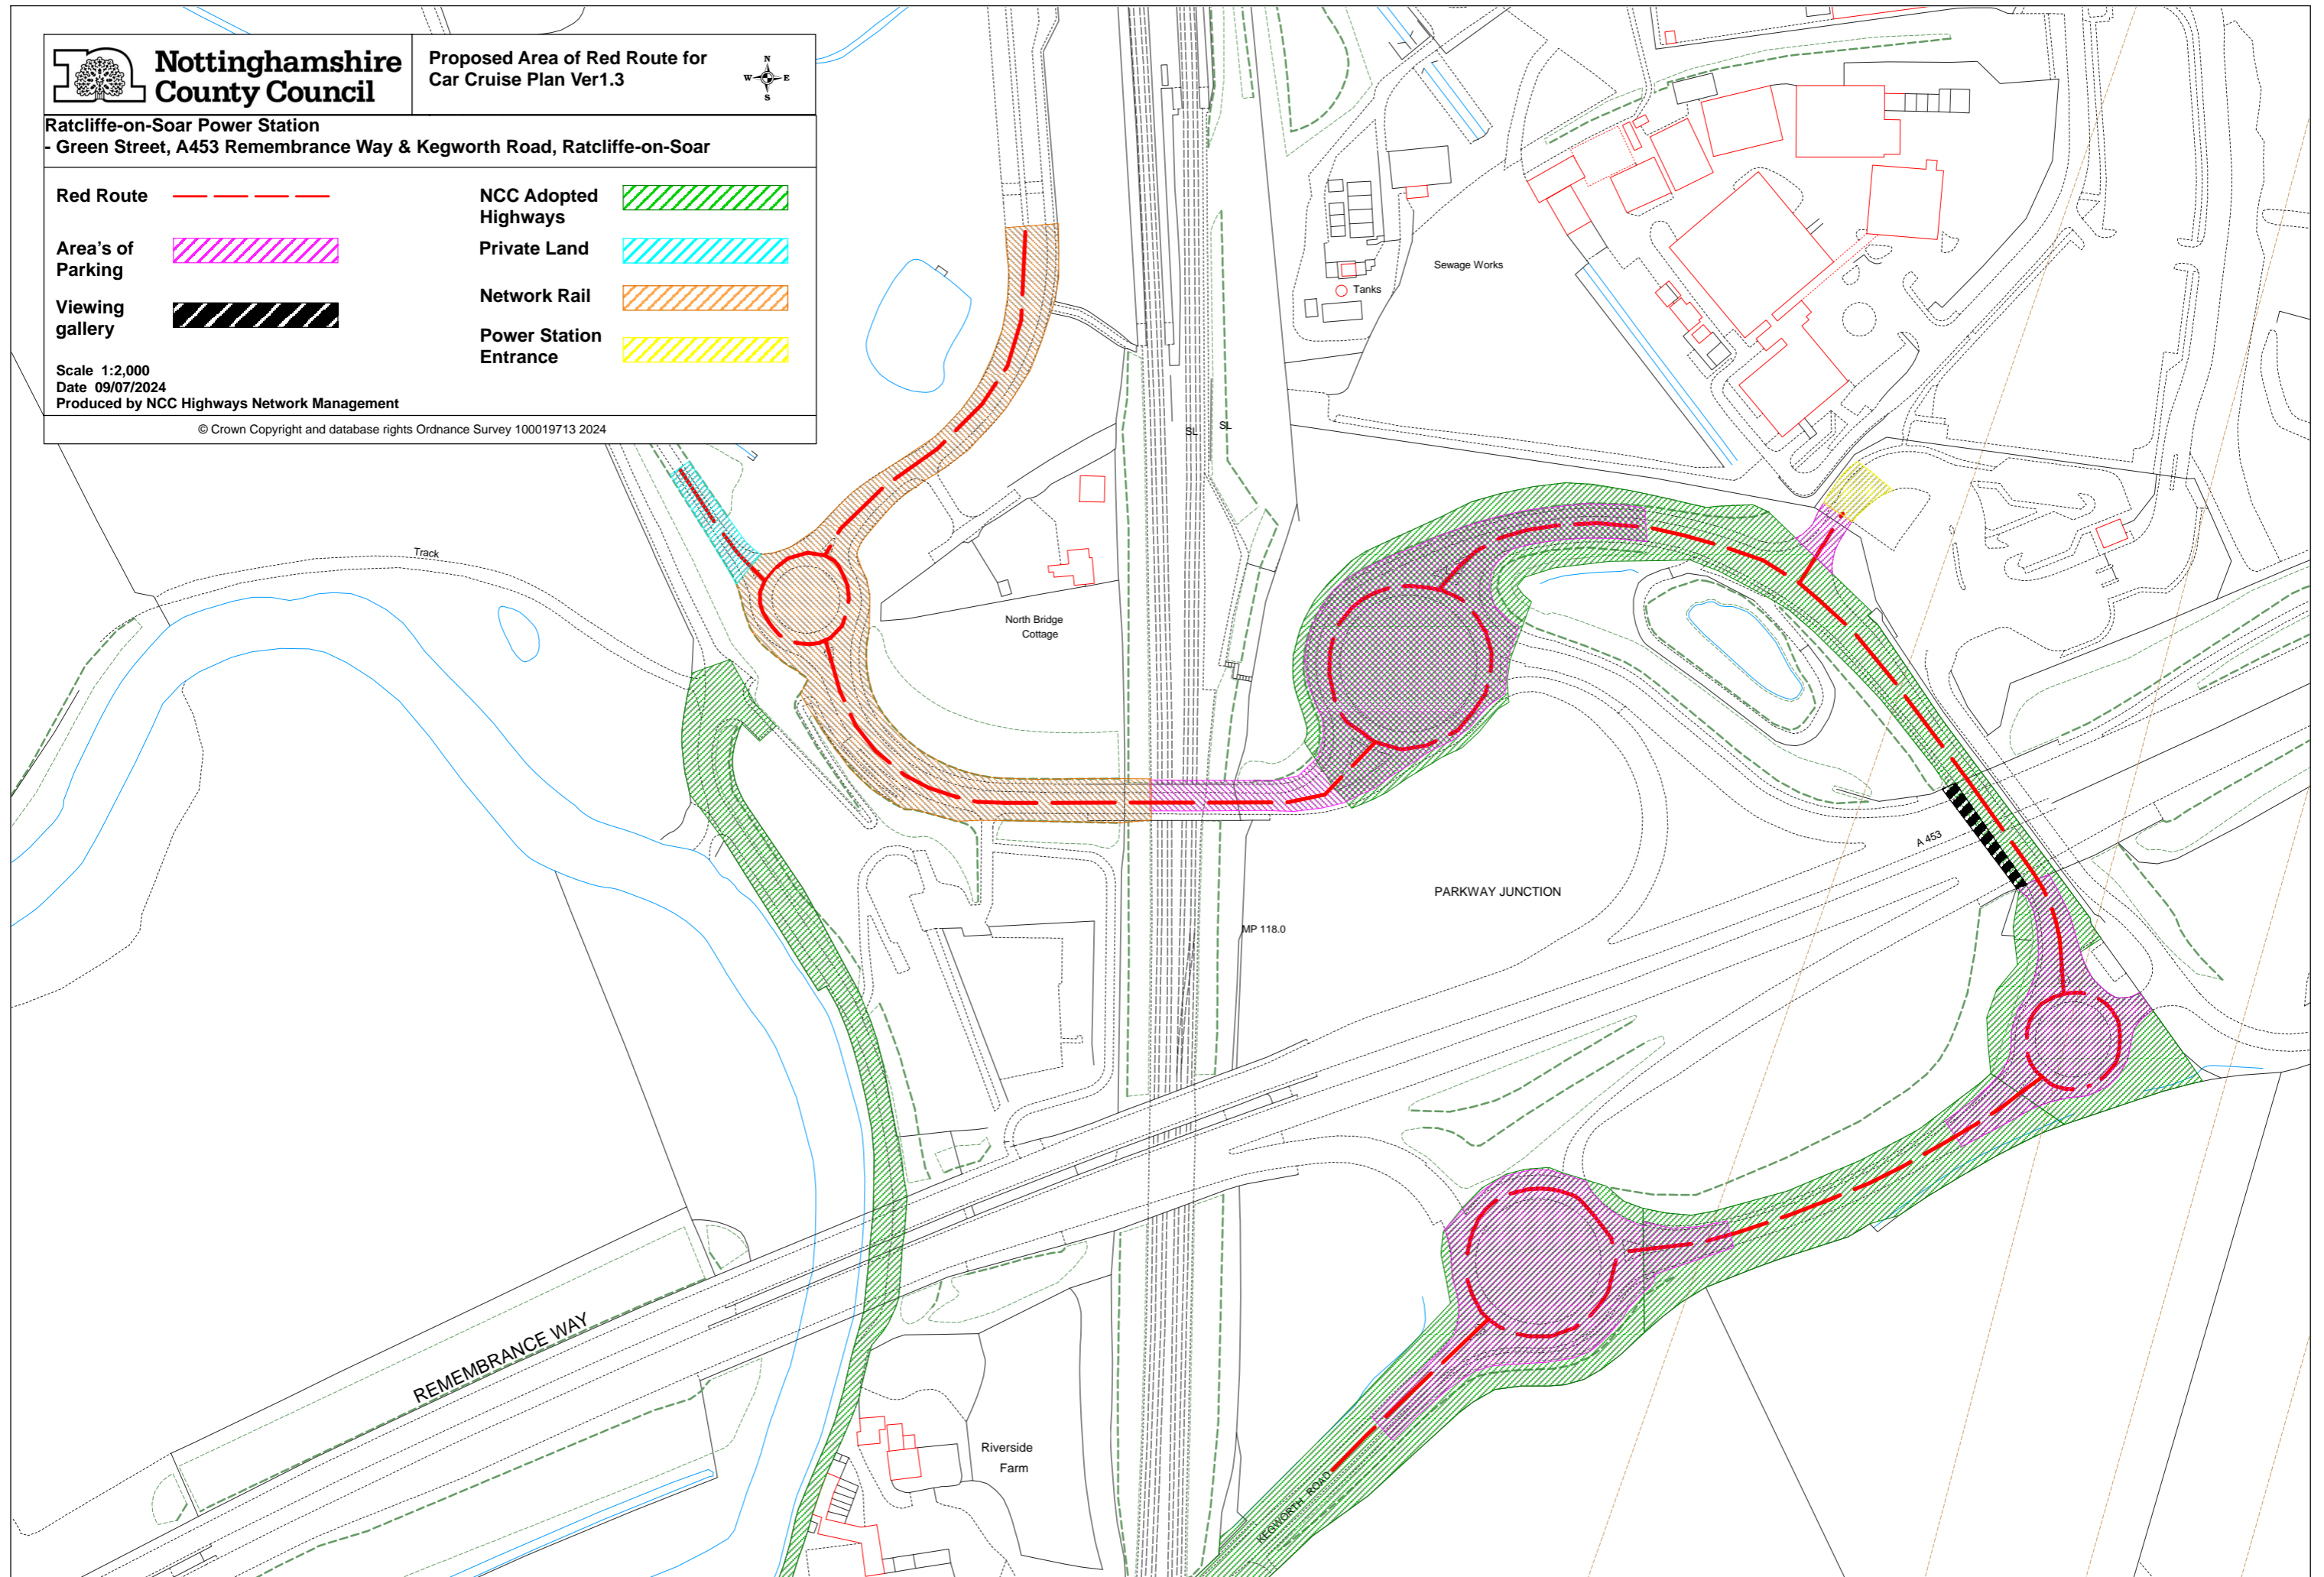 Nottinghamshire
County Council
Proposed Area of Red Route for
Car Cruise Plan Ver1.3
N
W
E
S
Ratcliffe-on-Soar Power Station
- Green Street, A453 Remembrance Way & Kegworth Road, Ratcliffe-on-Soar
Red Route
Area's of
Parking
Viewing
gallery
NCC Adopted
Highways
Private Land
Network Rail
Power Station
Entrance
Scale 1:2,000
Date 09/07/2024
Produced by NCC Highways Network Management
© Crown Copyright and database rights Ordnance Survey 100019713 2024
Sewage Works
Tanks
SL
SL
Track
North Bridge
Cottage
A 453
PARKWAY JUNCTION
MP 118.0
REMEMBRANCE WAY
Riverside
Farm
KEGWORTH ROAD